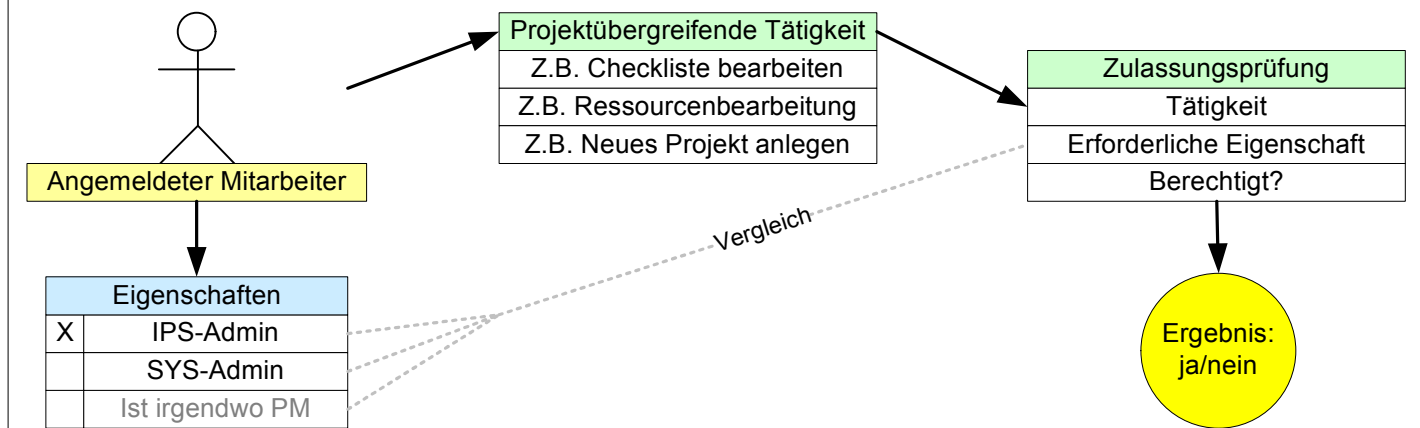 Projektübergreifende Tätigkeit
Z.B. Checkliste bearbeiten
Z.B. Ressourcenbearbeitung
Z.B. Neues Projekt anlegen
Zulassungsprüfung
Tätigkeit
Erforderliche Eigenschaft
Berechtigt?
Angemeldeter Mitarbeiter
Vergleich
Eigenschaften
X IPS-Admin
SYS-Admin
Ist irgendwo PM
Ergebnis:
ja/nein